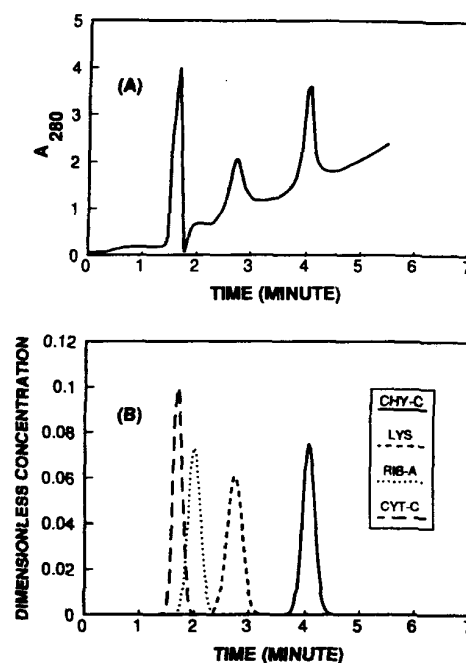 5
4
3
2
1
0
A280
(A)
0 1 2 3 4 5 6 7
TIME (MINUTE)
0.12
0.1
0.08
0.06
0.04
0.02
0
DIMENSIONLESS CONCENTRATION
(B)
CHY-C
LYS
RIB-A
CYT-C
0 1 2 3 4 5 6 7
TIME (MINUTE)